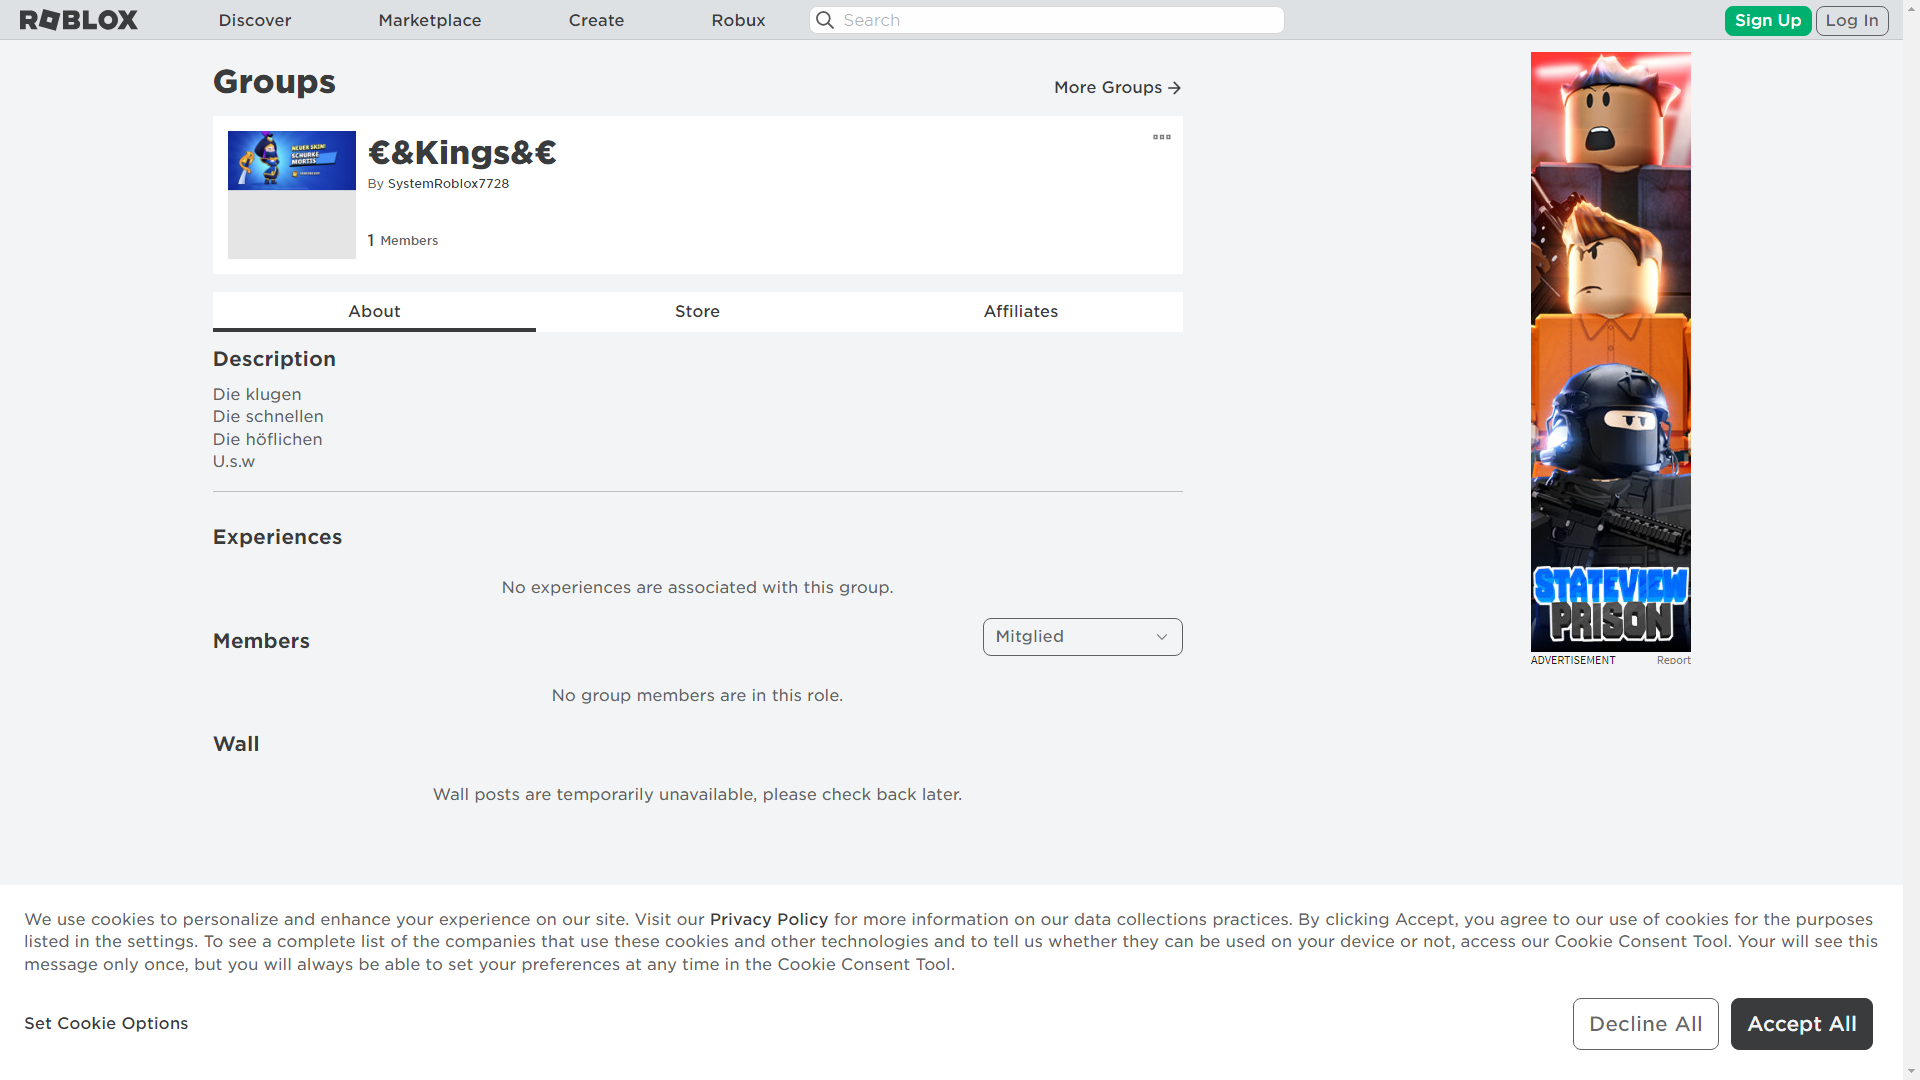 ROBLOX
Discover
Marketplace
Create
Robux
Search
Sign Up
Log In
Groups
More Groups
NEUER SKIN!
SCHURKE
MORTIS
€&Kings&€
By SystemRoblox7728
1 Members
About
Store
Affiliates
Description
Die klugen
Die schnellen
Die höflichen
U.s.w
Experiences
No experiences are associated with this group.
Members
Mitglied
No group members are in this role.
Wall
Wall posts are temporarily unavailable, please check back later.
STATEVIEW
PRISON
ADVERTISEMENT
Report
We use cookies to personalize and enhance your experience on our site. Visit our Privacy Policy for more information on our data collections practices. By clicking Accept, you agree to our use of cookies for the purposes
listed in the settings. To see a complete list of the companies that use these cookies and other technologies and to tell us whether they can be used on your device or not, access our Cookie Consent Tool. Your will see this
message only once, but you will always be able to set your preferences at any time in the Cookie Consent Tool.
Set Cookie Options
Decline All
Accept All